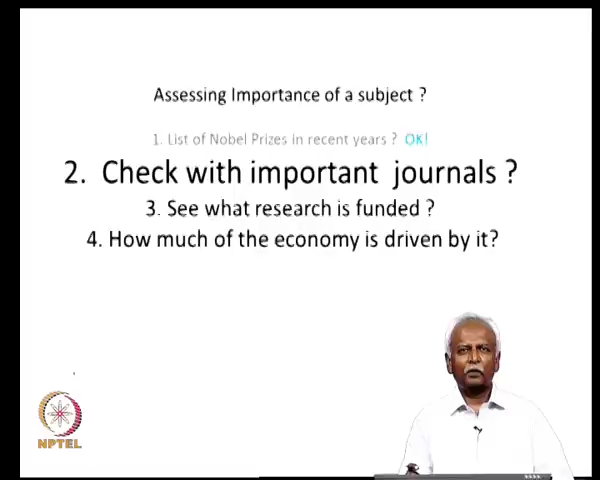 Assessing Importance of a subject ?
1. List of Nobel Prizes in recent years ? OK!
2. Check with important journals ?
3. See what research is funded ?
4. How much of the economy is driven by it?
NPTEL